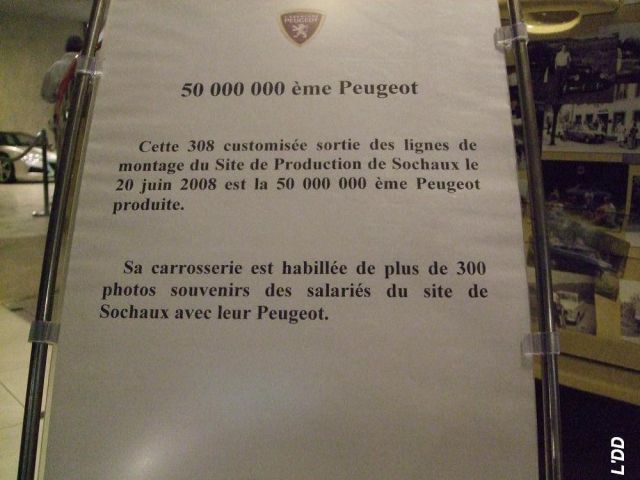 PEUGEOT
50 000 000 ème Peugeot
Cette 308 customisée sortie des lignes de
montage du Site de Production de Sochaux le
20 juin 2008 est la 50 000 000 ème Peugeot
produite.
Sa carrosserie est habillée de plus de 300
photos souvenirs des salariés du site de
Sochaux avec leur Peugeot.
L'DD